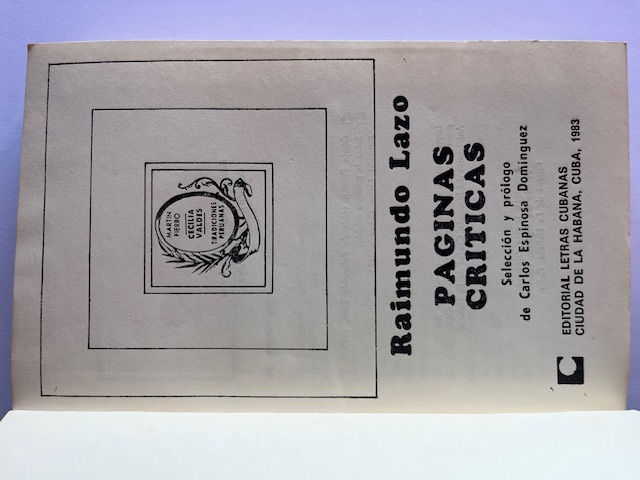 MARTIN
FIERRO
CECILIA
VALDES
TRADICIONES
PERUANAS
Raimundo Lazo
PAGINAS
CRITICAS
Selección y prólogo
de Carlos Espinosa Domínguez
EDITORIAL LETRAS CUBANAS
CIUDAD DE LA HABANA, CUBA, 1983